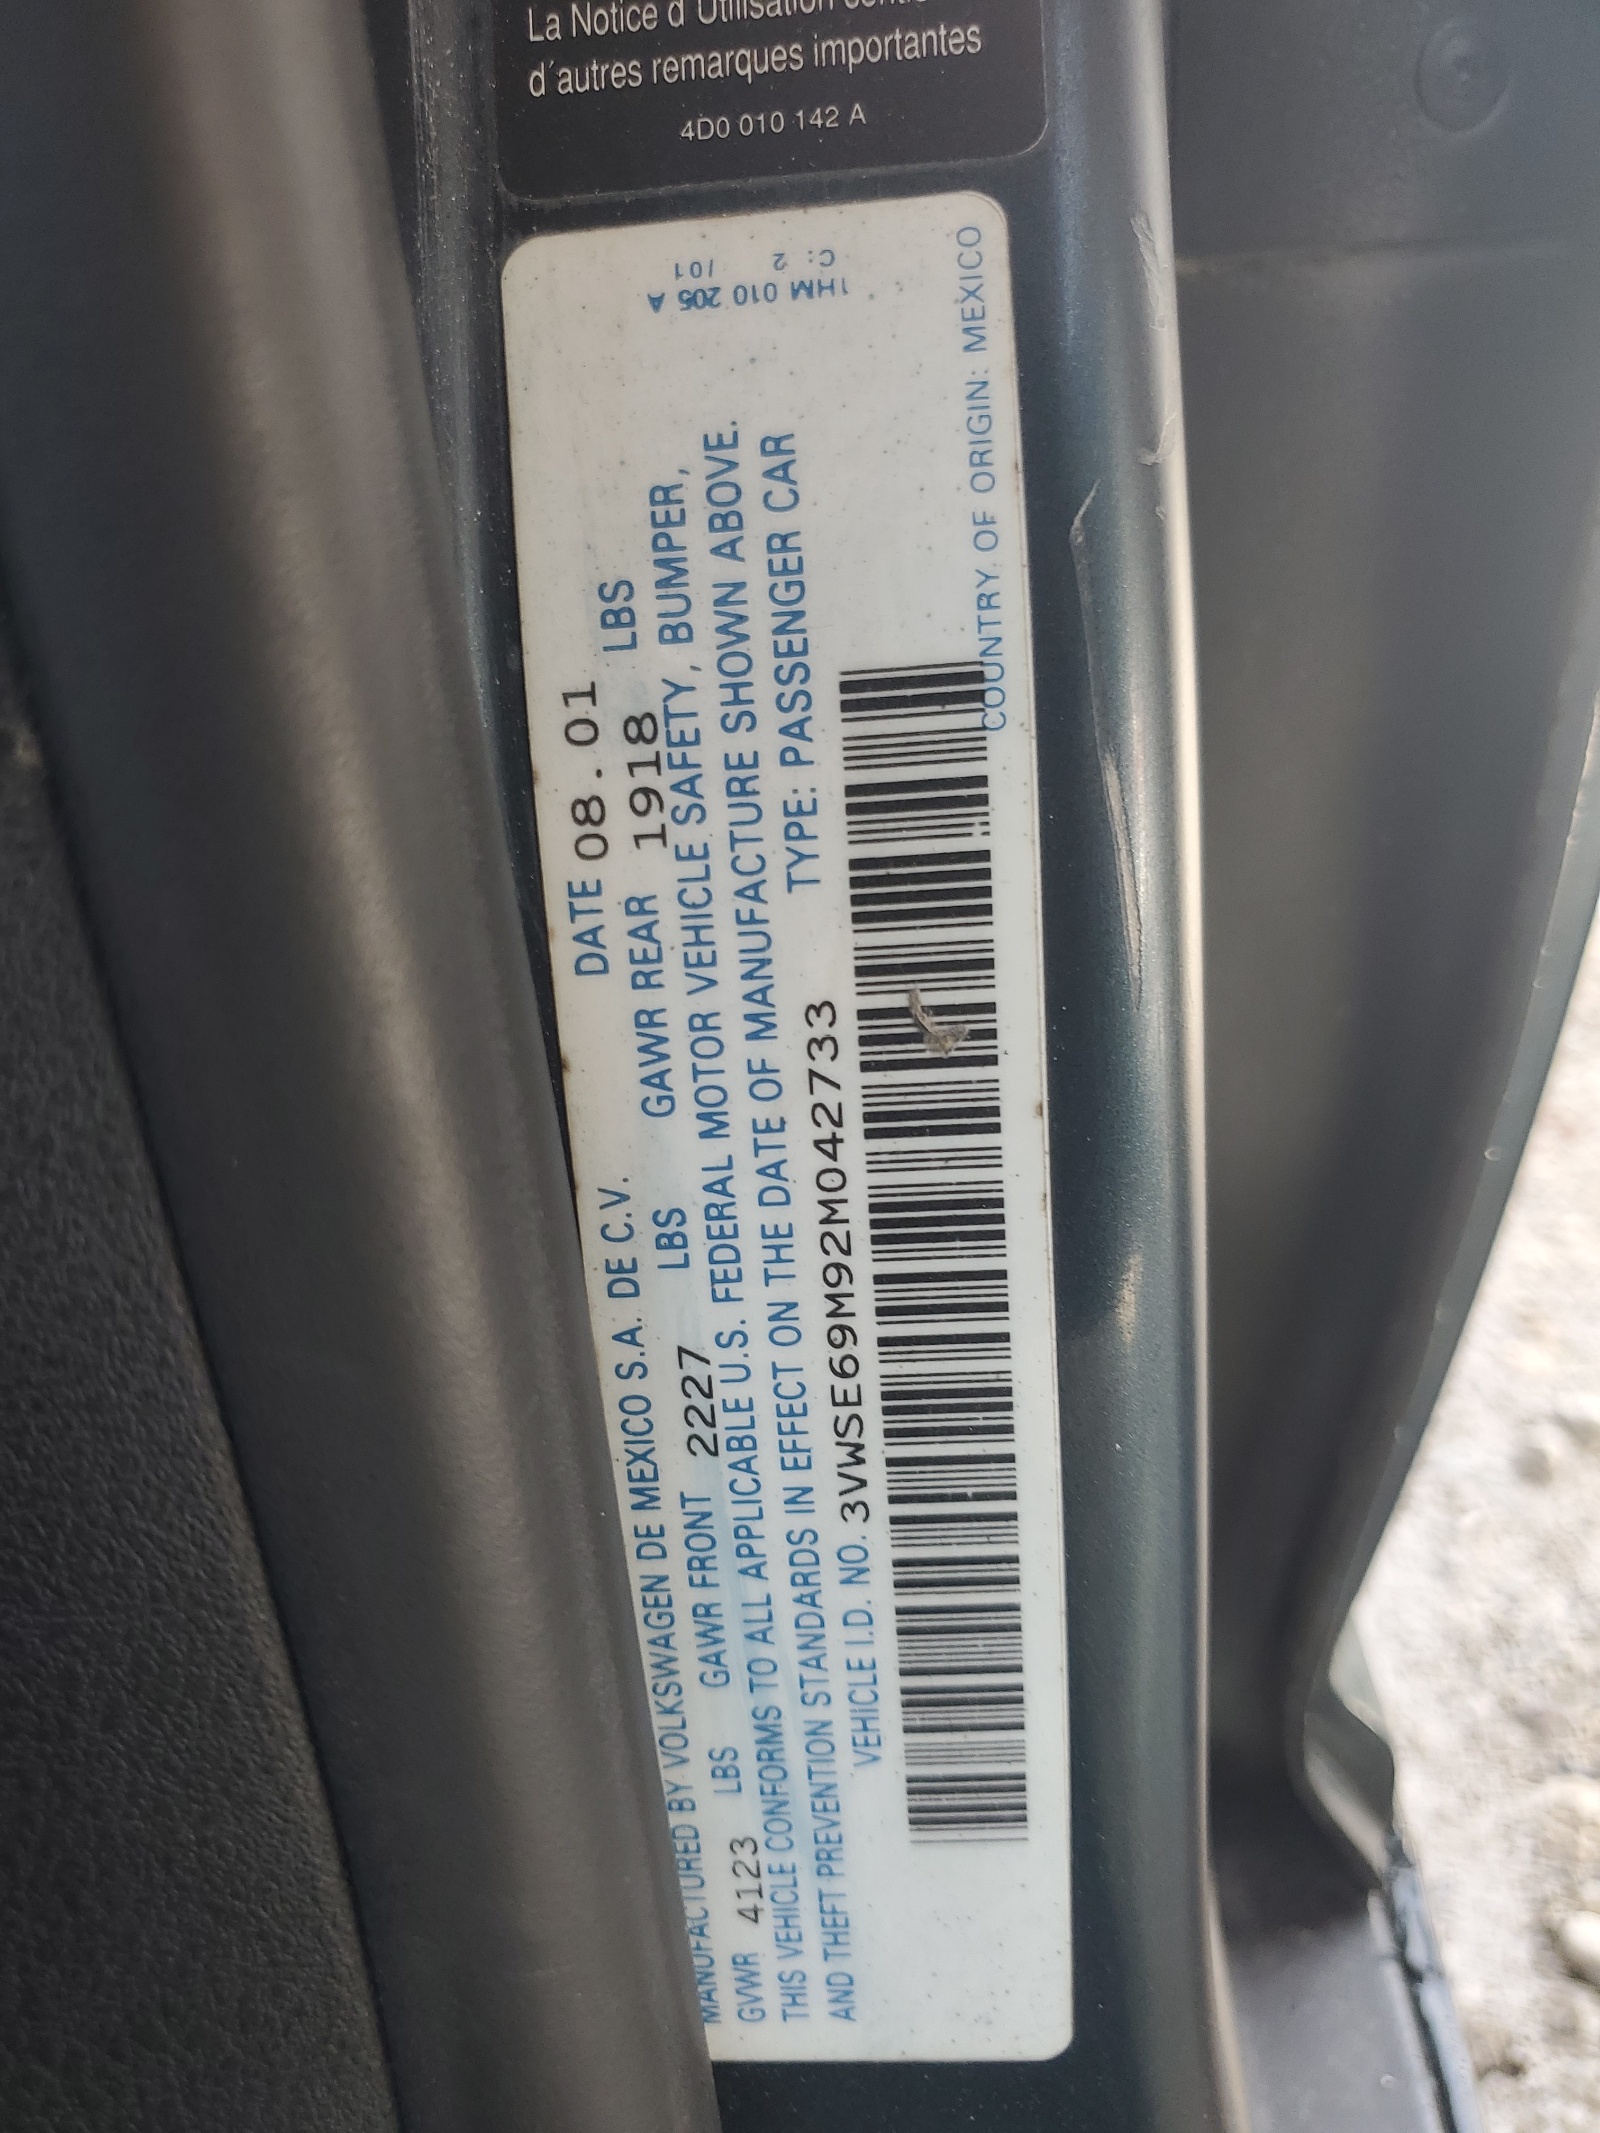 La Notice d'Utilisation
d'autres remarques importantes
4D0 010 142 A
MANUFACTURED BY VOLKSWAGEN DE MEXICO S.A. DE C.V. DATE 08.01
GVWR 4123 LBS GAWR FRONT 2227 LBS GAWR REAR 1918 LBS
THIS VEHICLE CONFORMS TO ALL APPLICABLE U.S. FEDERAL MOTOR VEHICLE SAFETY, BUMPER,
AND THEFT PREVENTION STANDARDS IN EFFECT ON THE DATE OF MANUFACTURE SHOWN ABOVE.
VEHICLE I.D. NO. 3VWSE69M92M042733 TYPE: PASSENGER CAR
COUNTRY OF ORIGIN: MEXICO
1HM 010 205 A
C: 2 /01